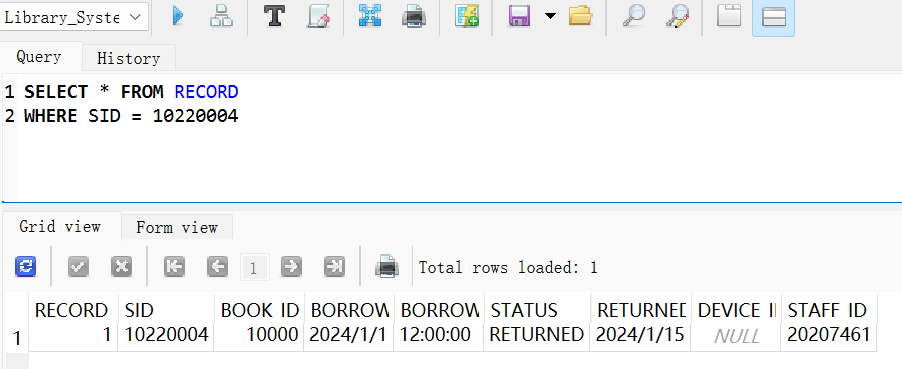 Library_Syste
Query History
1 SELECT * FROM RECORD
2 WHERE SID = 10220004
Grid view Form view
1 Total rows loaded: 1
RECORD SID BOOK ID BORROW BORROW STATUS RETURNED DEVICE I STAFF ID
1 1 10220004 10000 2024/1/1 12:00:00 RETURNED 2024/1/15 NULL 20207461